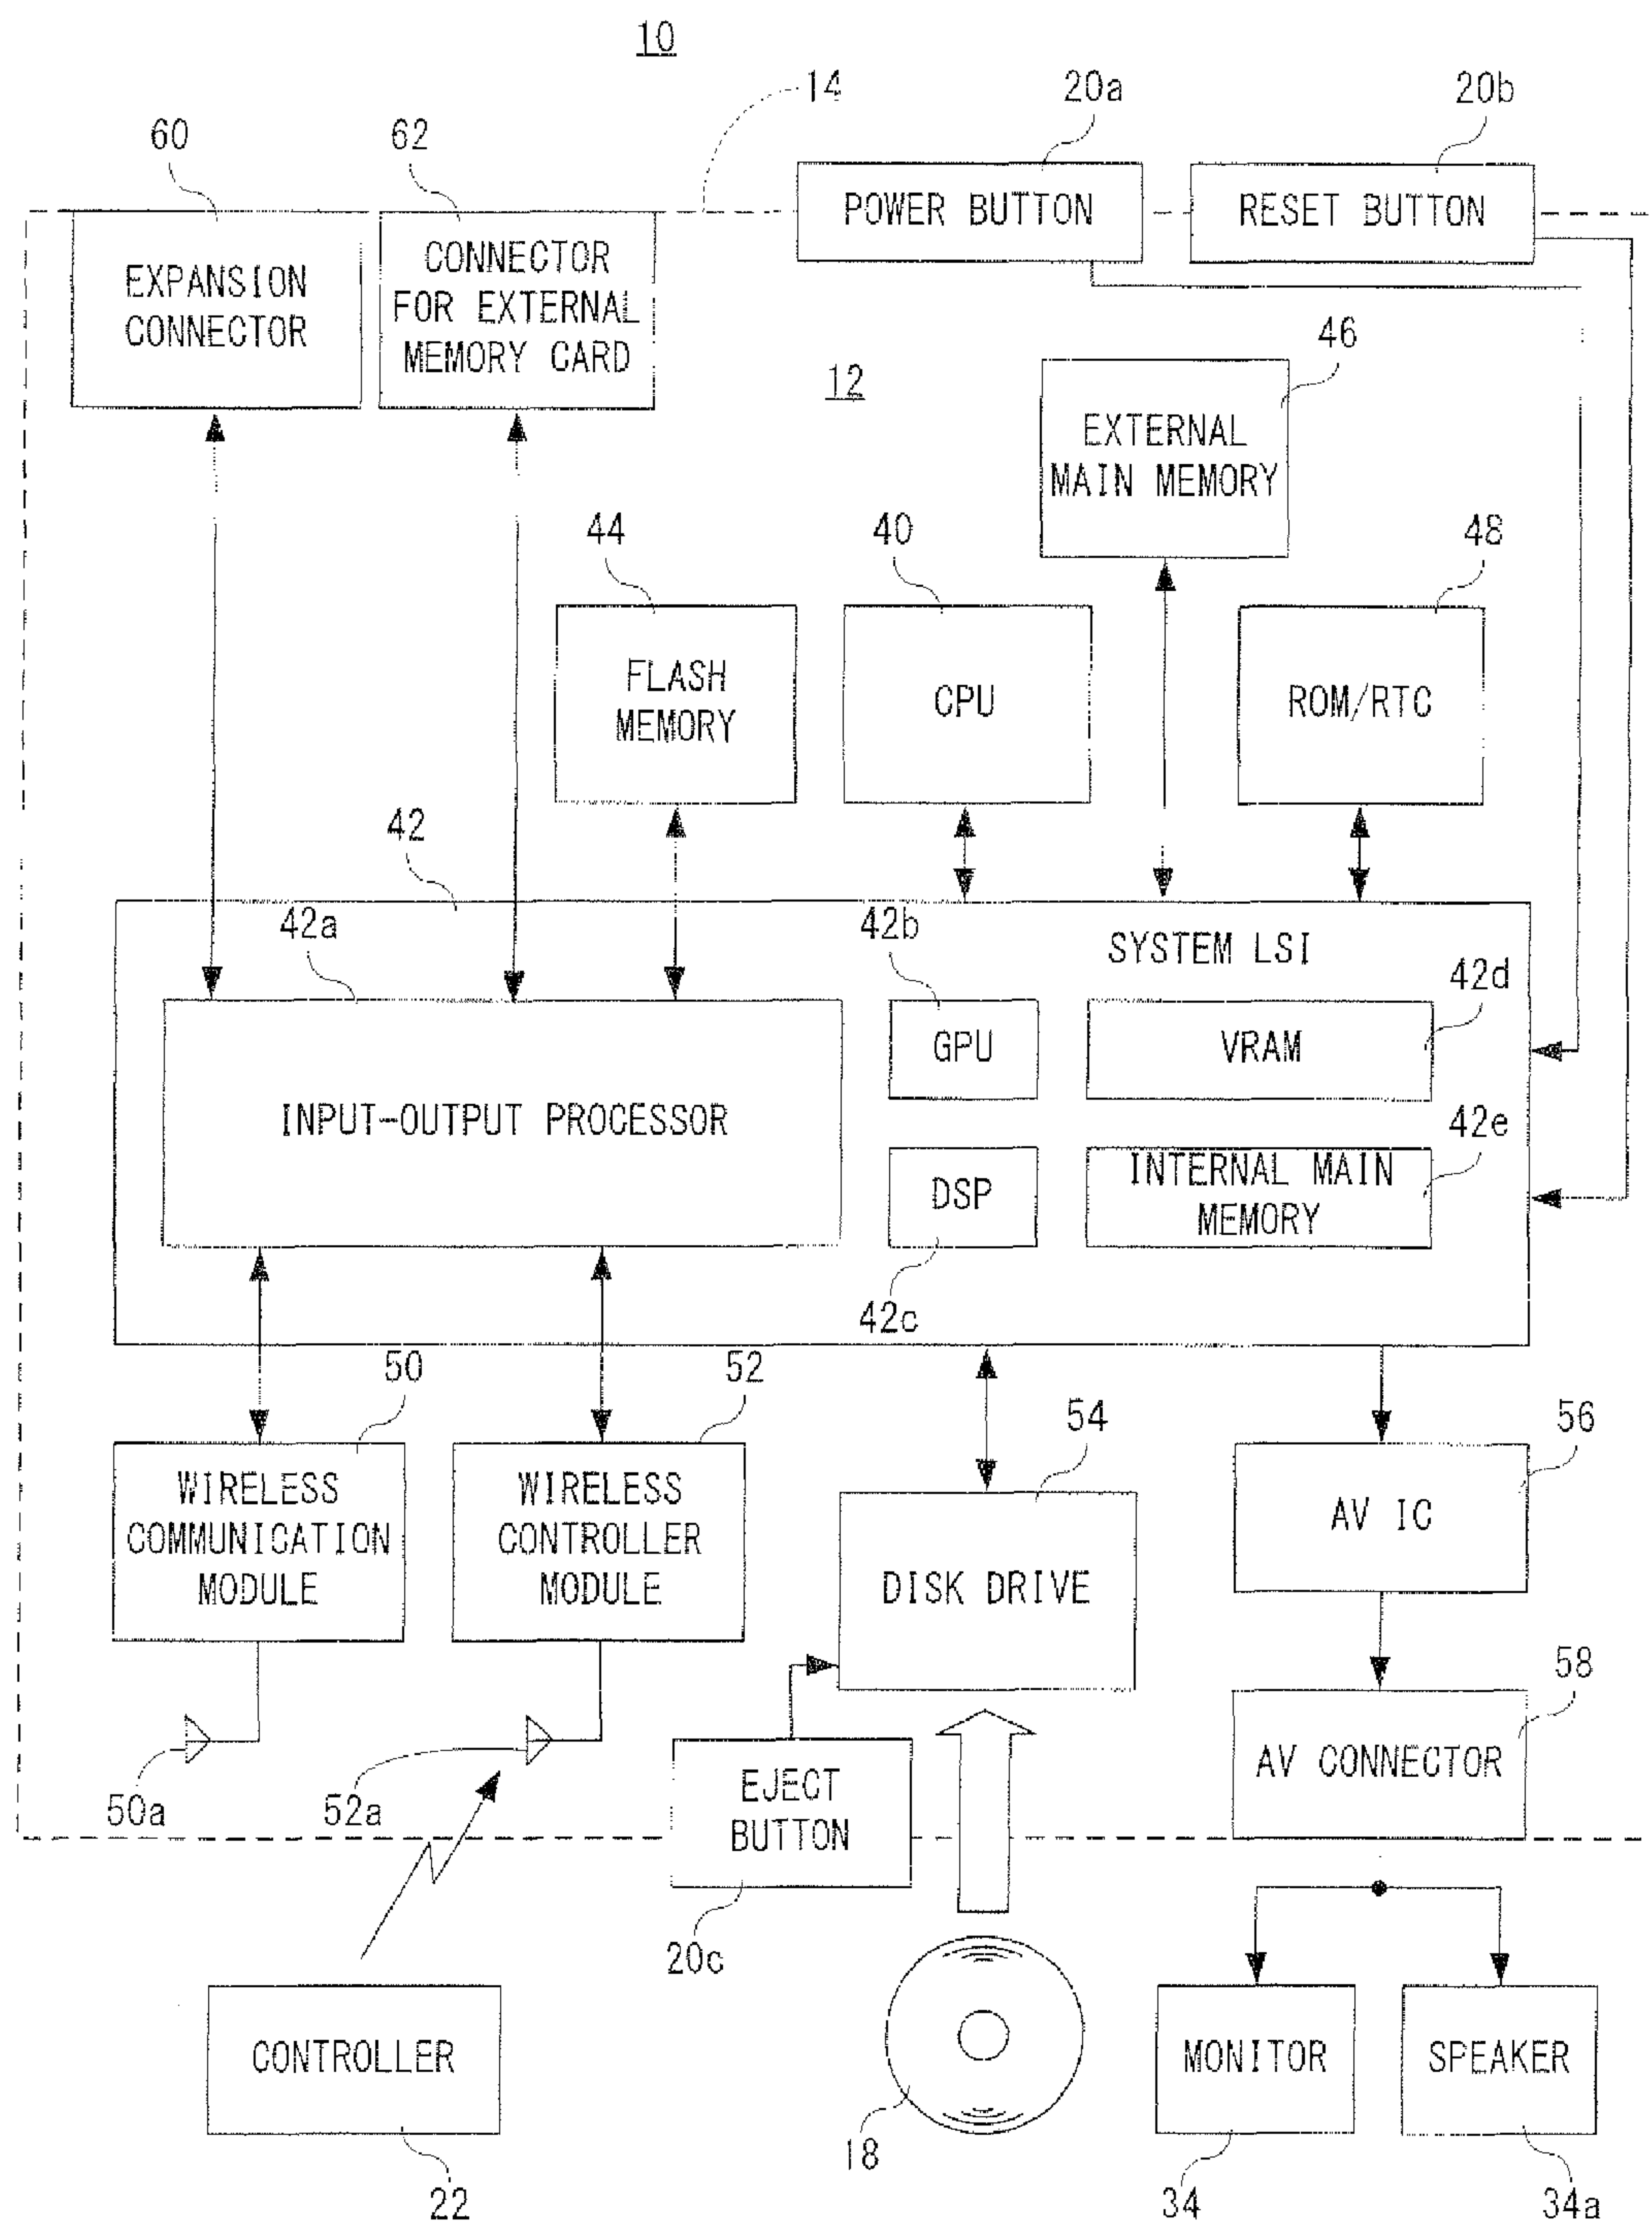 10
14
20a
20b
60
62
POWER BUTTON
RESET BUTTON
EXPANSION
CONNECTOR
CONNECTOR
FOR EXTERNAL
MEMORY CARD
12
46
EXTERNAL
MAIN MEMORY
44
40
48
FLASH
MEMORY
CPU
ROM/RTC
42
42a
42b
SYSTEM LSI
42d
GPU
VRAM
INPUT-OUTPUT PROCESSOR
42e
DSP
INTERNAL MAIN
MEMORY
42c
50
52
54
56
WIRELESS
COMMUNICATION
MODULE
WIRELESS
CONTROLLER
MODULE
DISK DRIVE
AV IC
58
50a
52a
EJECT
BUTTON
AV CONNECTOR
20c
CONTROLLER
18
MONITOR
SPEAKER
22
34
34a